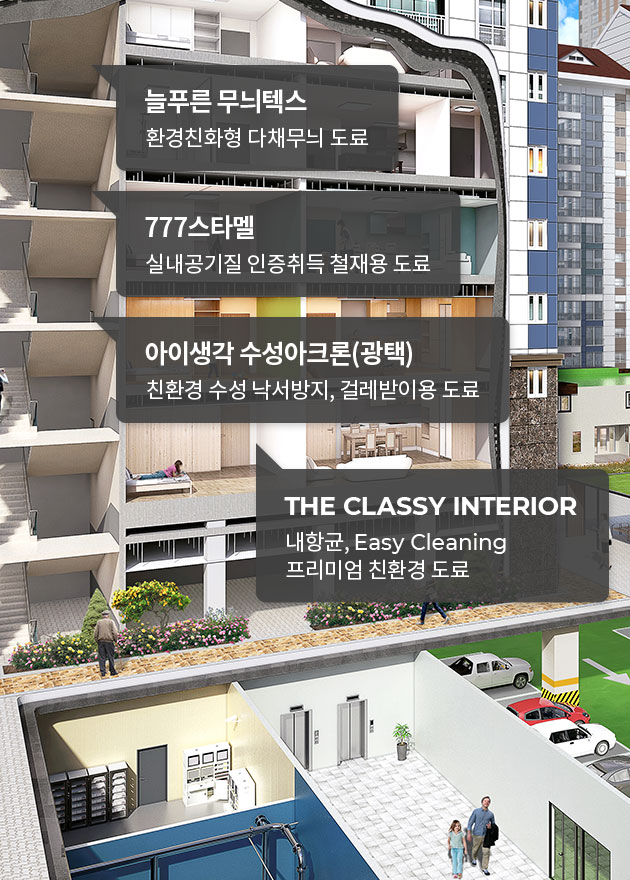 늘푸른 무늬텍스
환경친화형 다채무늬 도료
777스타멜
실내공기질 인증취득 철재용 도료
아이생각 수성아크론(광택)
친환경 수성 낙서방지, 걸레받이용 도료
THE CLASSY INTERIOR
내항균, Easy Cleaning
프리미엄 친환경 도료